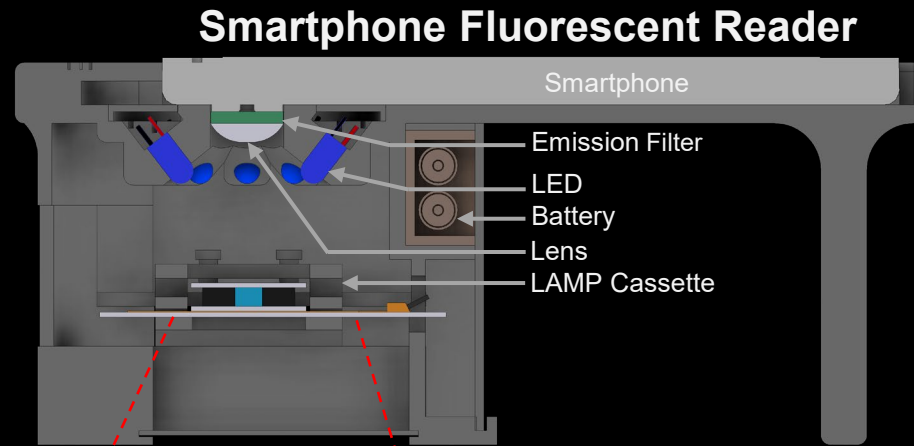 Smartphone Fluorescent Reader
Smartphone
Emission Filter
LED
Battery
Lens
LAMP Cassette